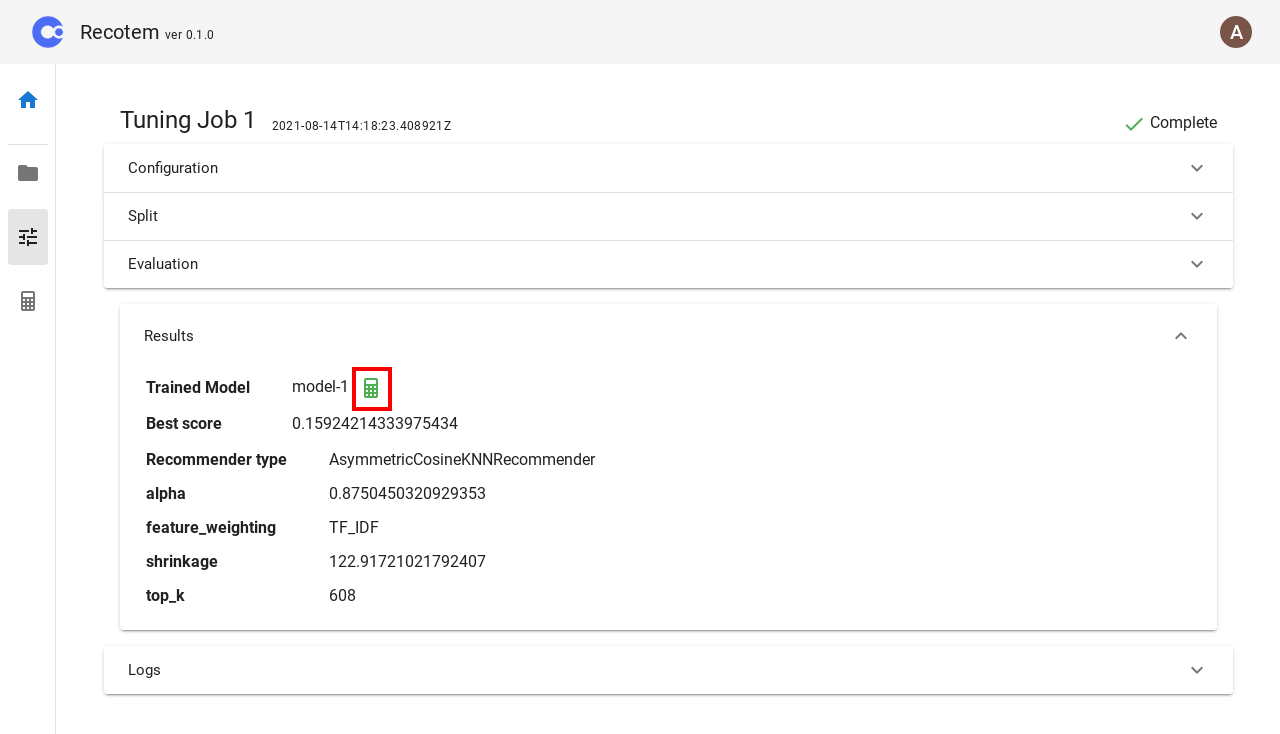 Recotem ver 0.1.0
A
Tuning Job 1 2021-08-14T14:18:23.408921Z
Complete
Configuration
Split
Evaluation
Results
Trained Model model-1
Best score 0.15924214333975434
Recommender type AsymmetricCosineKNNRecommender
alpha 0.8750450320929353
feature_weighting TF_IDF
shrinkage 122.91721021792407
top_k 608
Logs